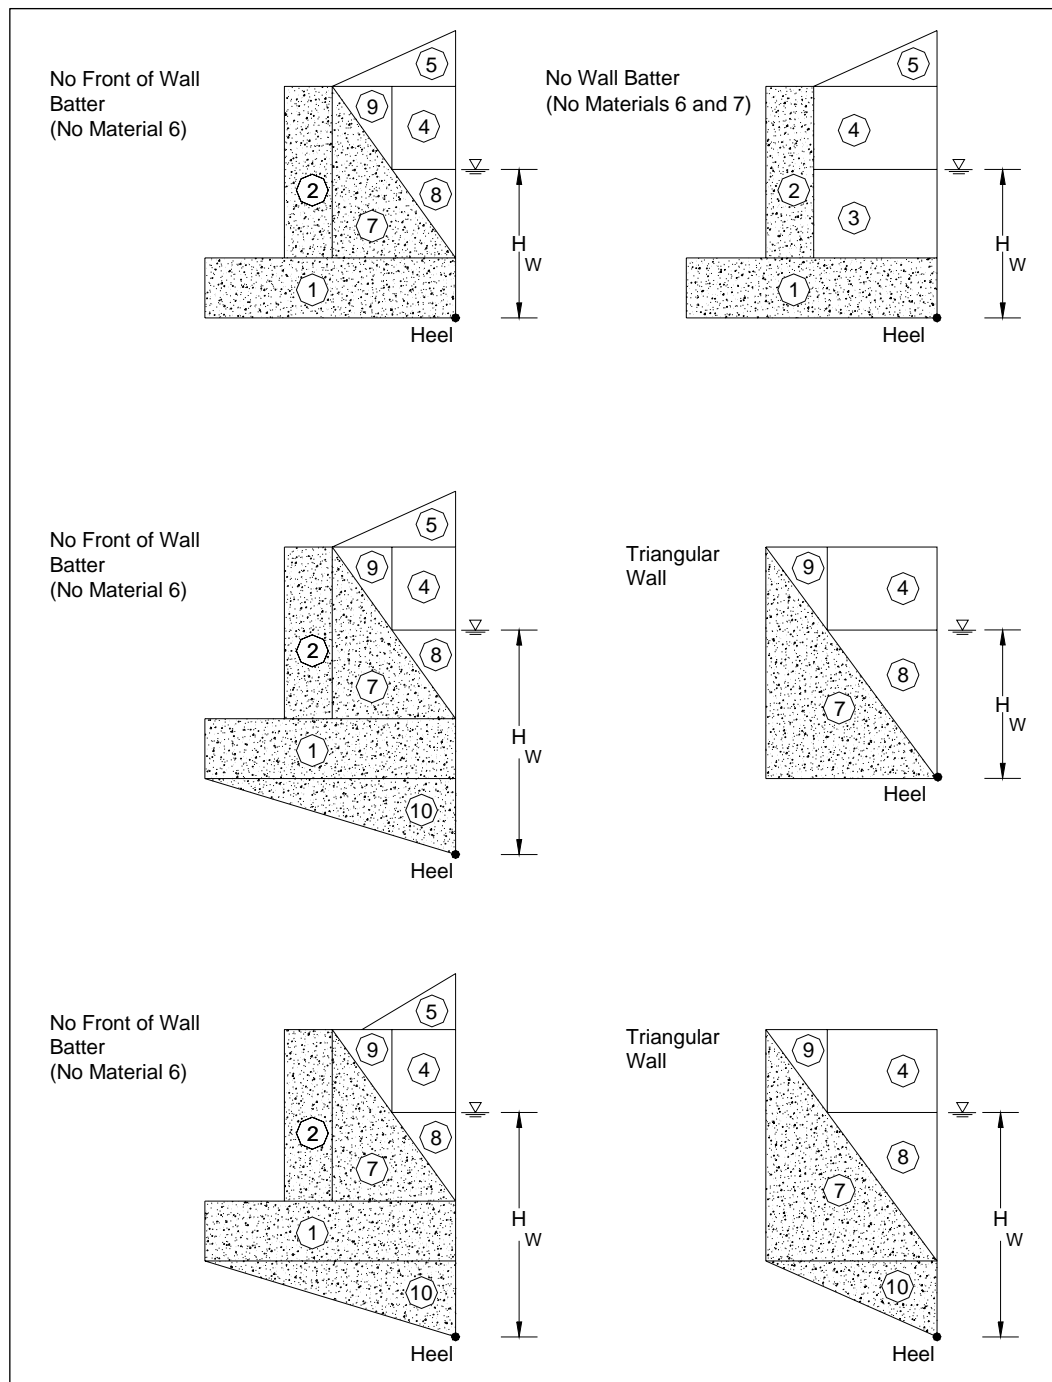 No Front of Wall
Batter
(No Material 6)
5
9
4
2
8
7
1
H
W
Heel
No Wall Batter
(No Materials 6 and 7)
5
4
2
3
1
H
W
Heel
No Front of Wall
Batter
(No Material 6)
5
9
4
2
8
7
1
10
H
W
Heel
Triangular
Wall
9
4
8
7
H
W
Heel
No Front of Wall
Batter
(No Material 6)
5
9
4
2
8
7
1
10
H
W
Heel
Triangular
Wall
9
4
8
7
10
H
W
Heel